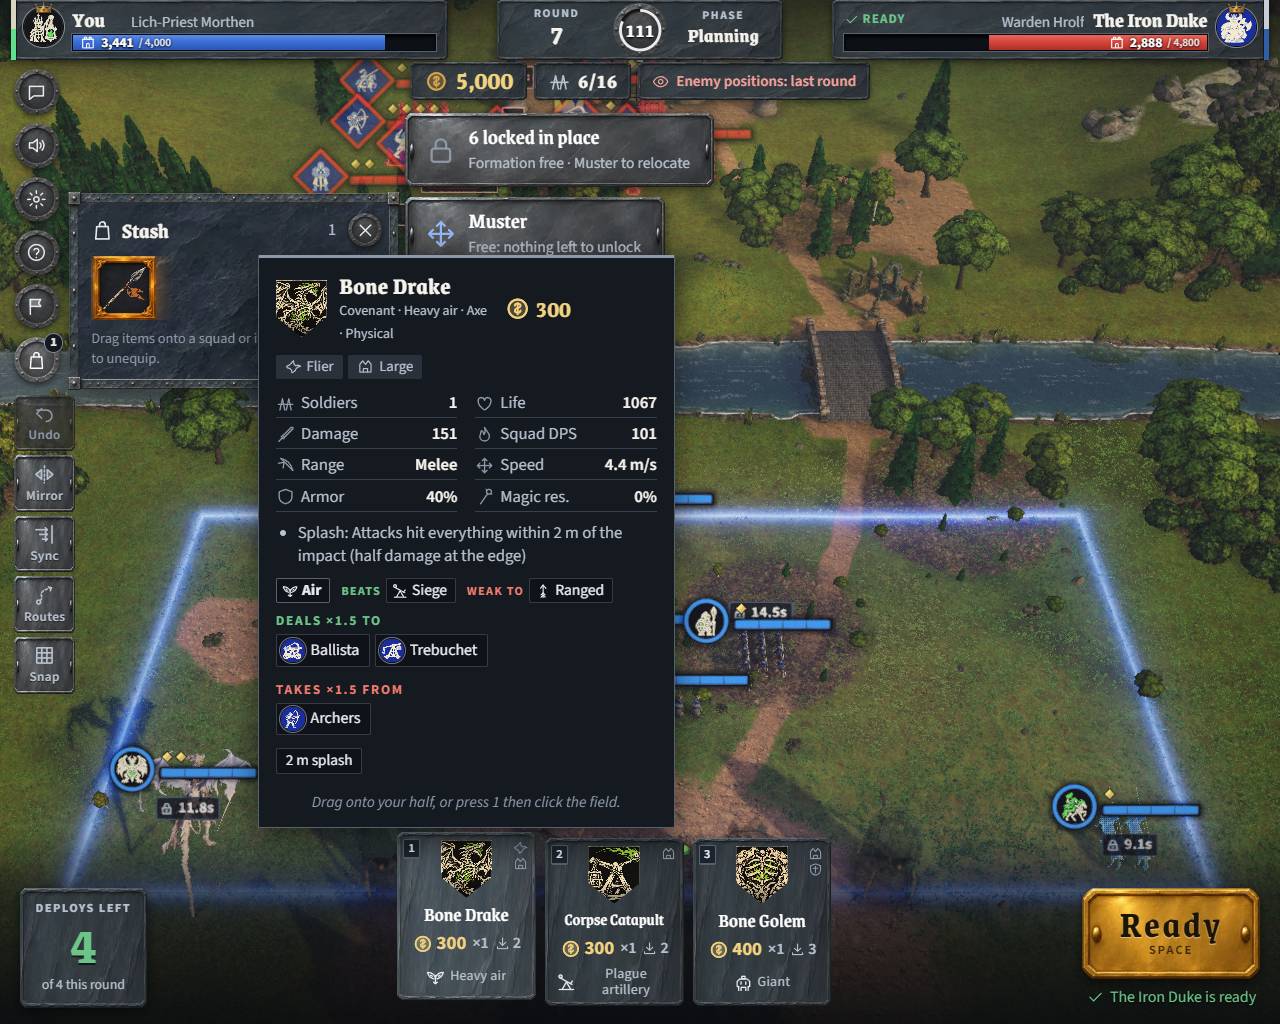 You
Lich-Priest Morthen
3,441 / 4,000
ROUND
7
111
PHASE
Planning
READY
Warden Hrolf
The Iron Duke
2,888 / 4,800
5,000
6/16
Enemy positions: last round
6 locked in place
Formation free · Muster to relocate
Stash
1
Drag items onto a squad or i
to unequip.
Muster
Free: nothing left to unlock
1
Undo
Mirror
Sync
Routes
Snap
Bone Drake
Covenant · Heavy air · Axe
· Physical
300
Flier
Large
Soldiers 1
Life 1067
Damage 151
Squad DPS 101
Range Melee
Speed 4.4 m/s
Armor 40%
Magic res. 0%
• Splash: Attacks hit everything within 2 m of the
impact (half damage at the edge)
Air BEATS Siege WEAK TO Ranged
DEALS ×1.5 TO
Ballista
Trebuchet
TAKES ×1.5 FROM
Archers
2 m splash
Drag onto your half, or press 1 then click the field.
14.5s
11.8s
9.1s
DEPLOYS LEFT
4
of 4 this round
1
Bone Drake
300 ×1 2
Heavy air
2
Corpse Catapult
300 ×1 2
Plague
artillery
3
Bone Golem
400 ×1 3
Giant
Ready
SPACE
The Iron Duke is ready